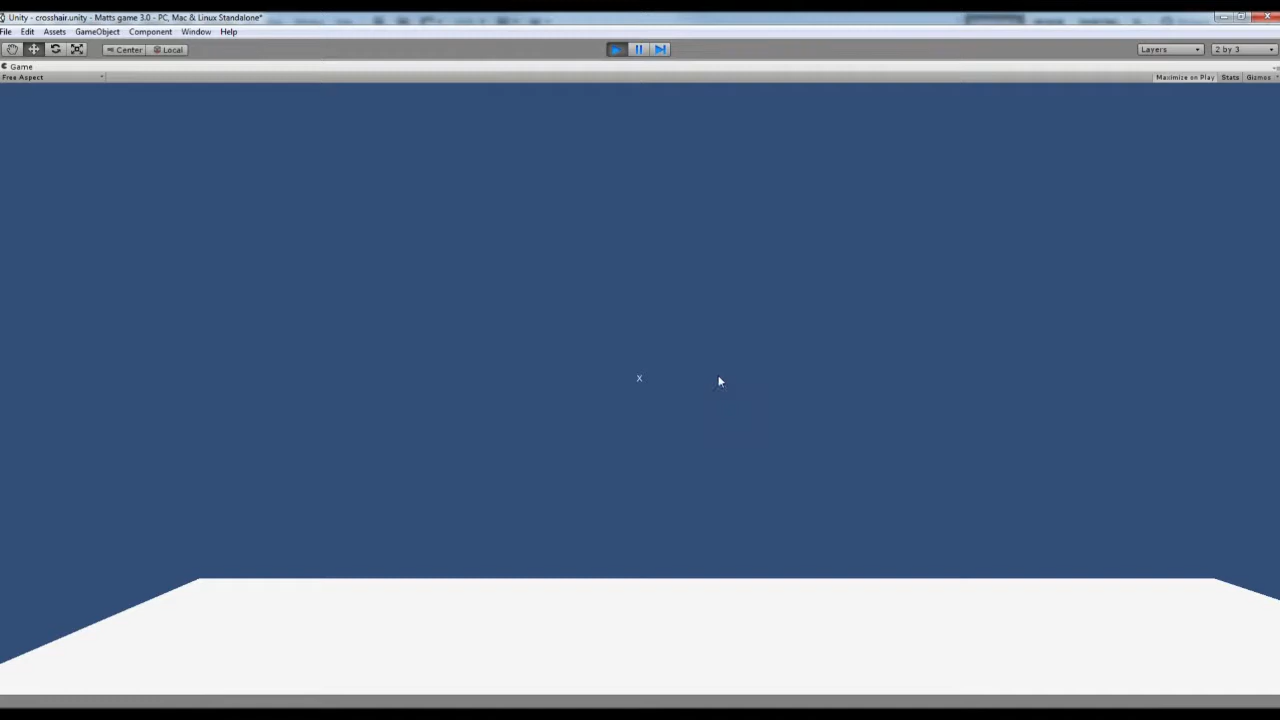 Unity - crosshair.unity - Matts game 3.0 - PC, Mac & Linux Standalone*
File Edit Assets GameObject Component Window Help
Center Local Layers 2 by 3
Game
Free Aspect Maximize on Play Stats Gizmos
X